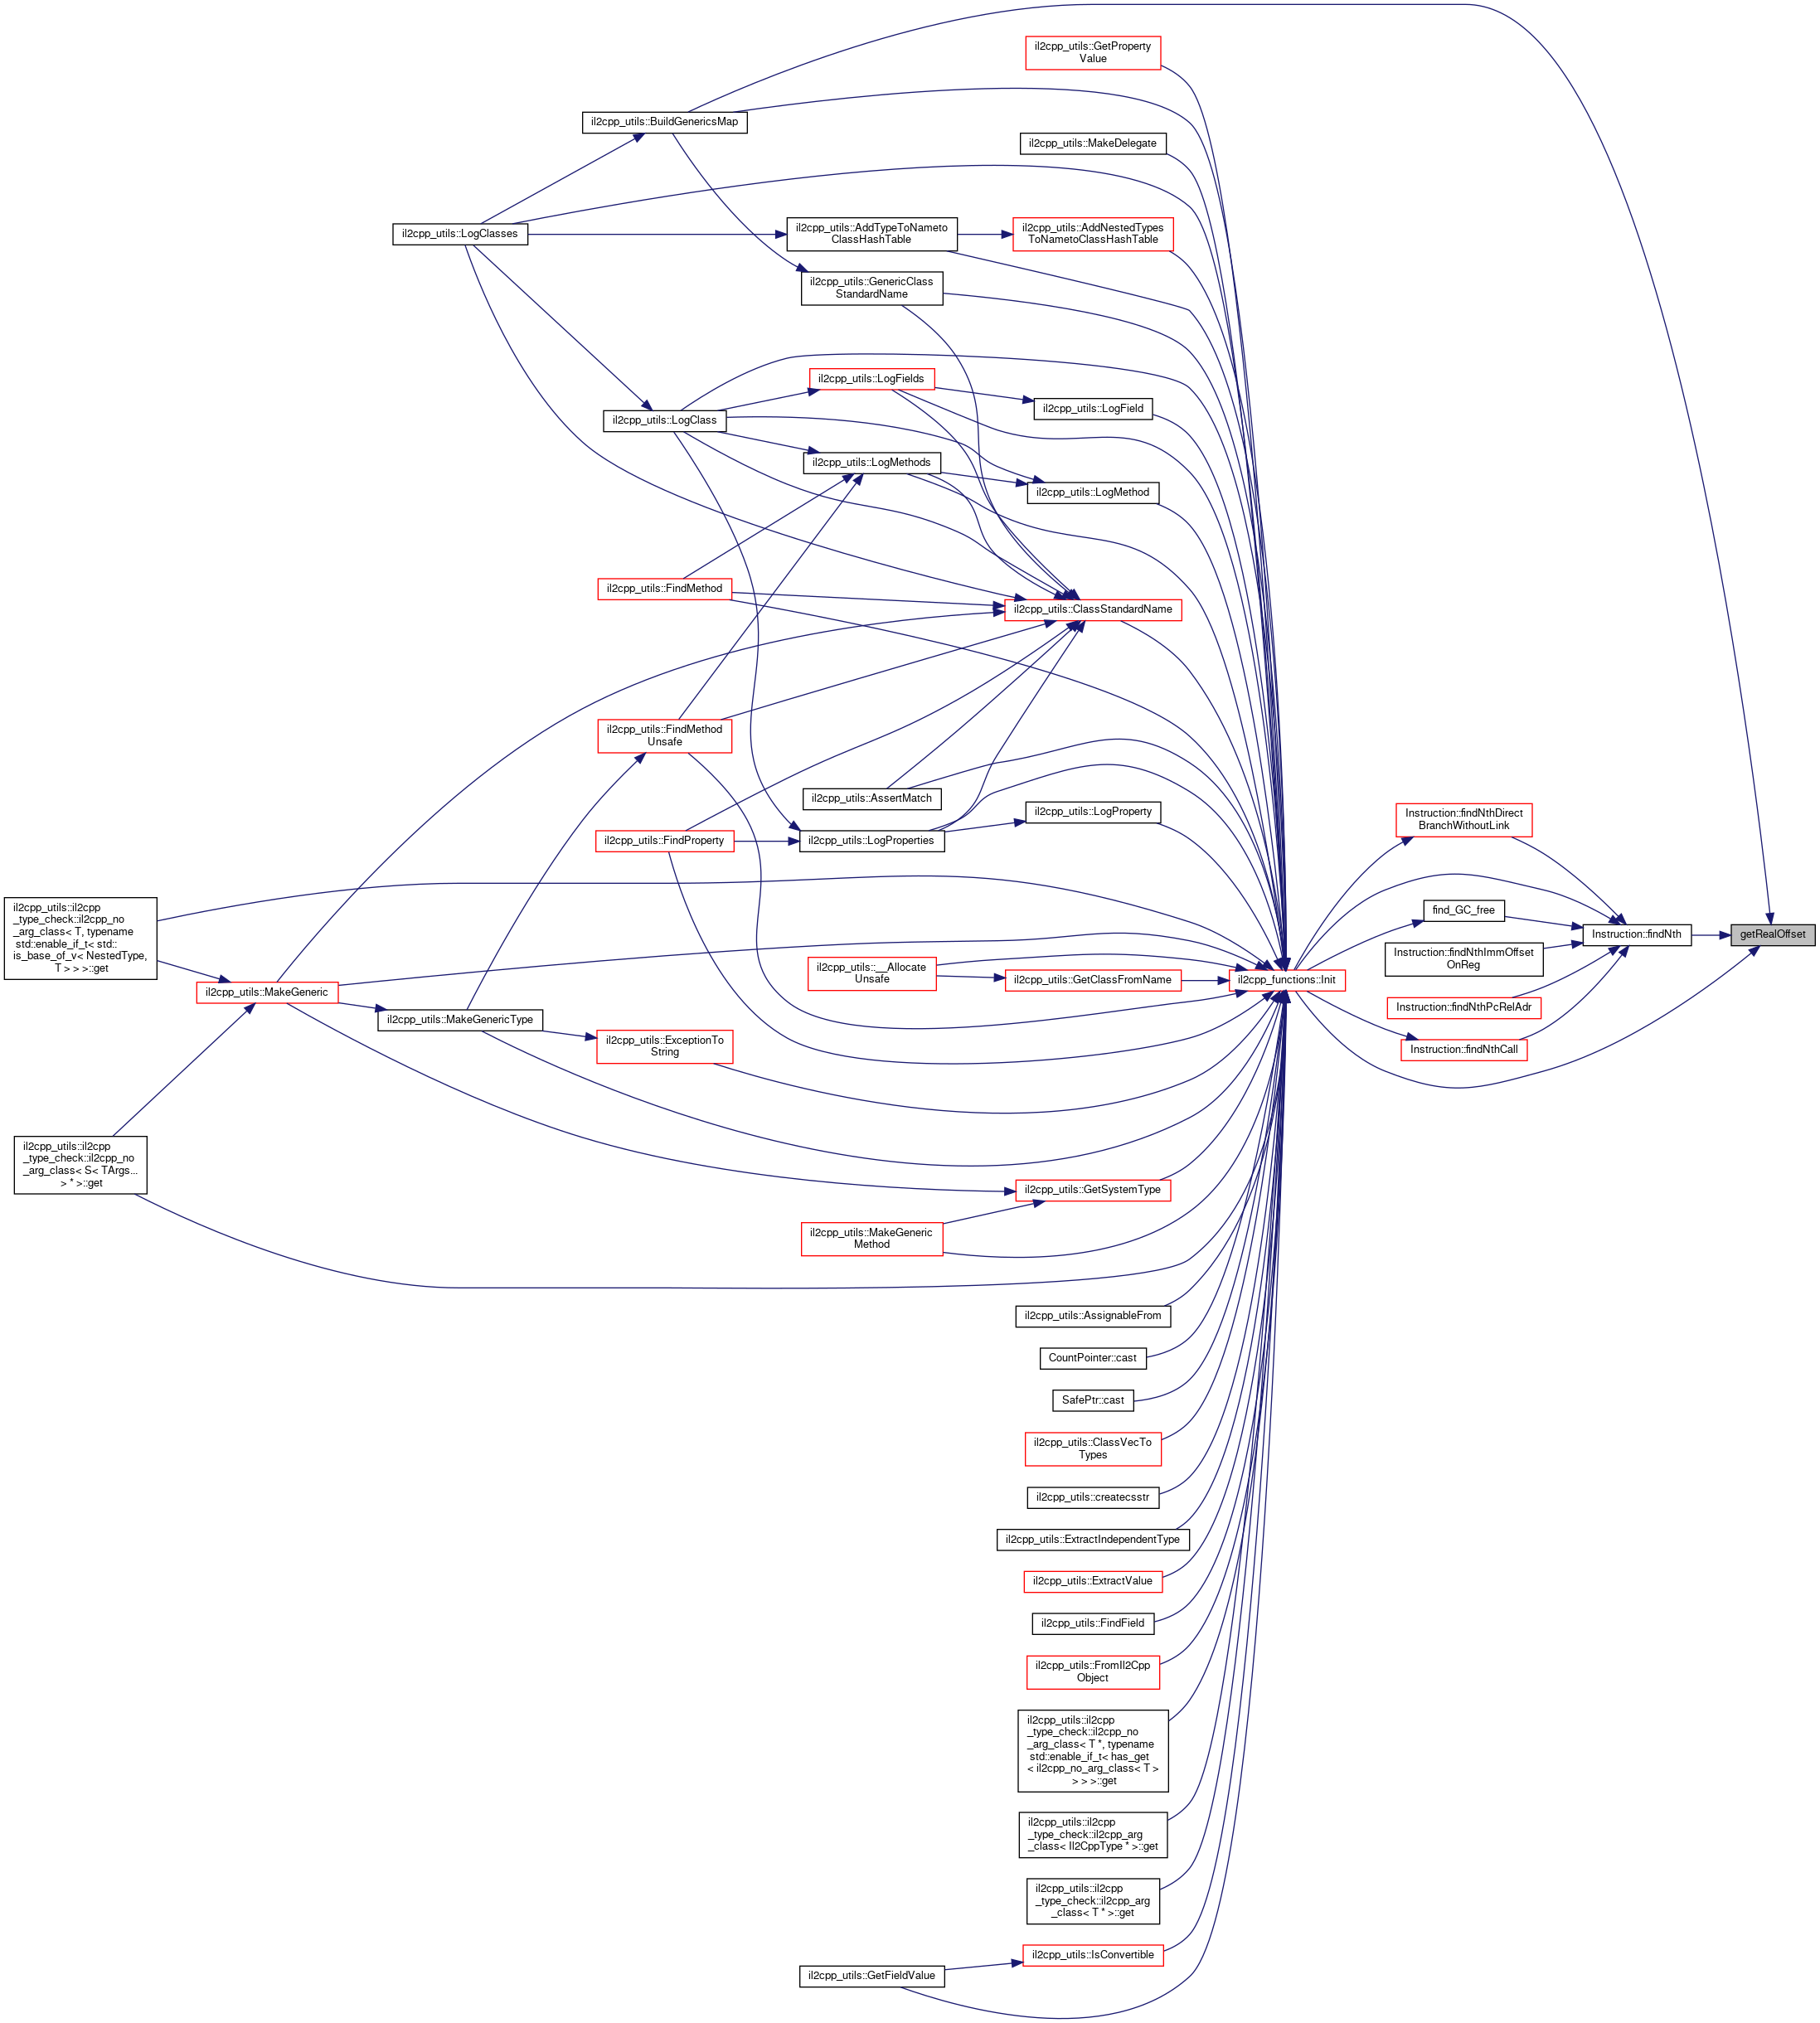 il2cpp_utils::GetProperty
Value
il2cpp_utils::BuildGenericsMap
il2cpp_utils::MakeDelegate
il2cpp_utils::LogClasses
il2cpp_utils::AddTypeToNameto
ClassHashTable
il2cpp_utils::AddNestedTypes
ToNametoClassHashTable
il2cpp_utils::GenericClass
StandardName
il2cpp_utils::LogFields
il2cpp_utils::LogField
il2cpp_utils::LogClass
il2cpp_utils::LogMethods
il2cpp_utils::LogMethod
il2cpp_utils::FindMethod
il2cpp_utils::ClassStandardName
il2cpp_utils::FindMethod
Unsafe
il2cpp_utils::AssertMatch
il2cpp_utils::LogProperty
il2cpp_utils::FindProperty
il2cpp_utils::LogProperties
Instruction::findNthDirect
BranchWithoutLink
il2cpp_utils::il2cpp
_type_check::il2cpp_no
_arg_class< T, typename
std::enable_if_t< std::
is_base_of_v< NestedType,
T > > >::get
find_GC_free
Instruction::findNth
getRealOffset
Instruction::findNthImmOffset
OnReg
il2cpp_utils::MakeGeneric
il2cpp_utils::__Allocate
Unsafe
il2cpp_utils::GetClassFromName
il2cpp_functions::Init
Instruction::findNthPcRelAdr
il2cpp_utils::MakeGenericType
il2cpp_utils::ExceptionTo
String
Instruction::findNthCall
il2cpp_utils::il2cpp
_type_check::il2cpp_no
_arg_class< S< TArgs...
> * >::get
il2cpp_utils::GetSystemType
il2cpp_utils::MakeGeneric
Method
il2cpp_utils::AssignableFrom
CountPointer::cast
SafePtr::cast
il2cpp_utils::ClassVecTo
Types
il2cpp_utils::createcsstr
il2cpp_utils::ExtractIndependentType
il2cpp_utils::ExtractValue
il2cpp_utils::FindField
il2cpp_utils::FromIl2Cpp
Object
il2cpp_utils::il2cpp
_type_check::il2cpp_no
_arg_class< T *, typename
std::enable_if_t< has_get
< il2cpp_no_arg_class< T >
> > >::get
il2cpp_utils::il2cpp
_type_check::il2cpp_arg
_class< Il2CppType * >::get
il2cpp_utils::il2cpp
_type_check::il2cpp_arg
_class< T * >::get
il2cpp_utils::IsConvertible
il2cpp_utils::GetFieldValue